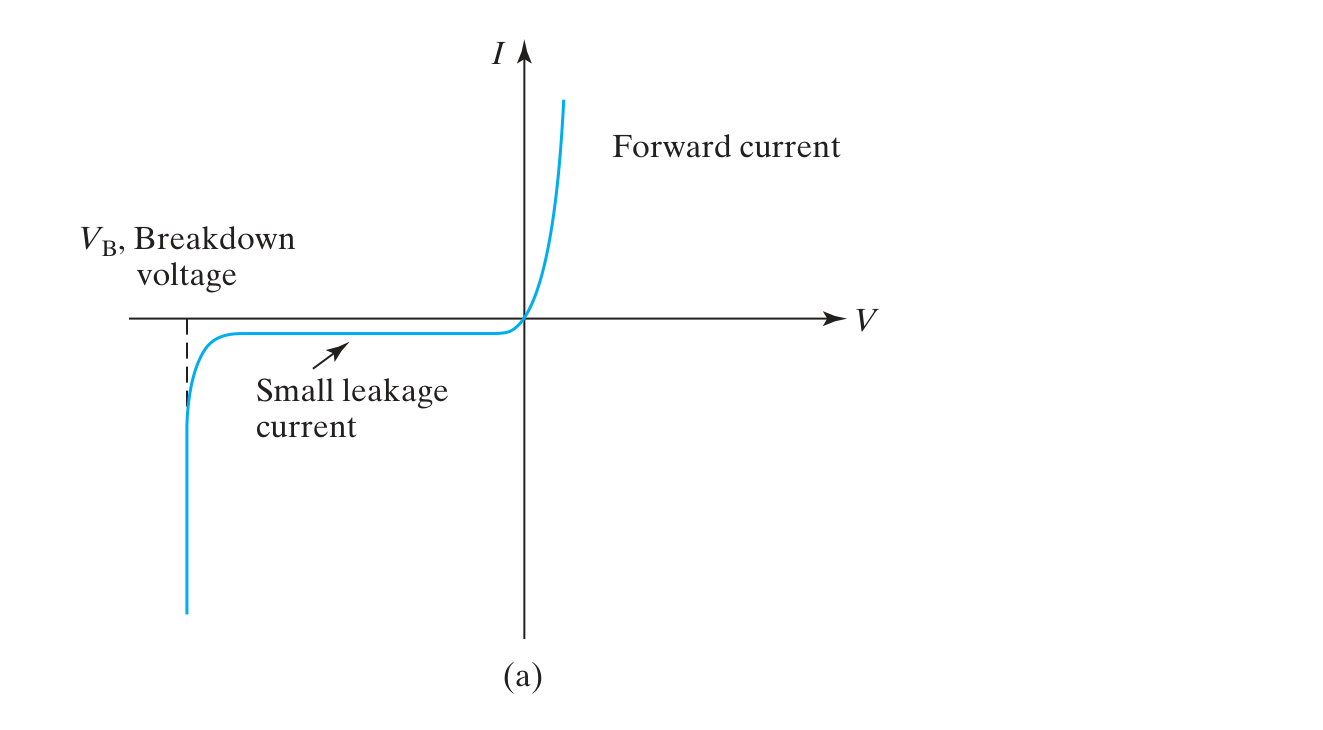 I
Forward current
V_B, Breakdown
voltage
V
Small leakage
current
(a)